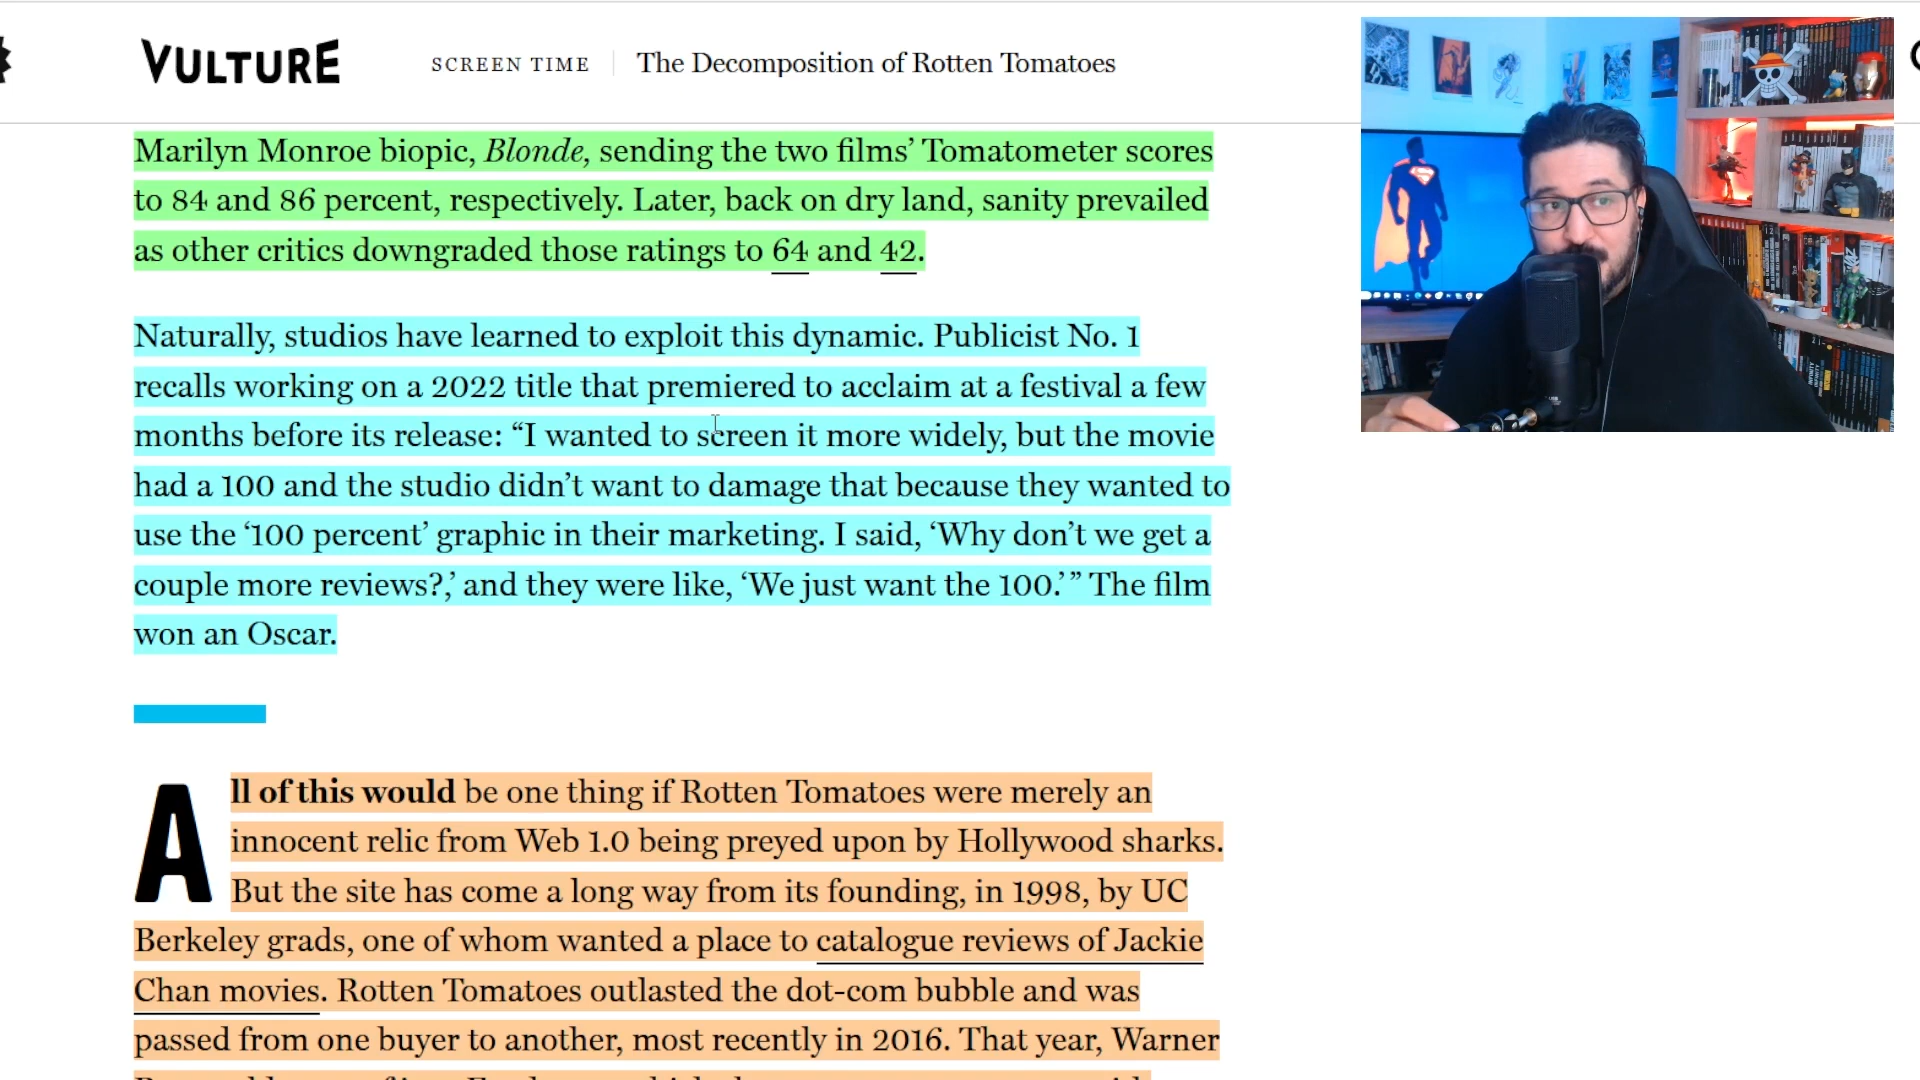 VULTURE
SCREEN TIME
The Decomposition of Rotten Tomatoes
Marilyn Monroe biopic, Blonde, sending the two films’ Tomatometer scores
to 84 and 86 percent, respectively. Later, back on dry land, sanity prevailed
as other critics downgraded those ratings to 64 and 42.
Naturally, studios have learned to exploit this dynamic. Publicist No. 1
recalls working on a 2022 title that premiered to acclaim at a festival a few
months before its release: “I wanted to screen it more widely, but the movie
had a 100 and the studio didn’t want to damage that because they wanted to
use the ‘100 percent’ graphic in their marketing. I said, ‘Why don’t we get a
couple more reviews?,’ and they were like, ‘We just want the 100.’” The film
won an Oscar.
All of this would be one thing if Rotten Tomatoes were merely an
innocent relic from Web 1.0 being preyed upon by Hollywood sharks.
But the site has come a long way from its founding, in 1998, by UC
Berkeley grads, one of whom wanted a place to catalogue reviews of Jackie
Chan movies. Rotten Tomatoes outlasted the dot-com bubble and was
passed from one buyer to another, most recently in 2016. That year, Warner